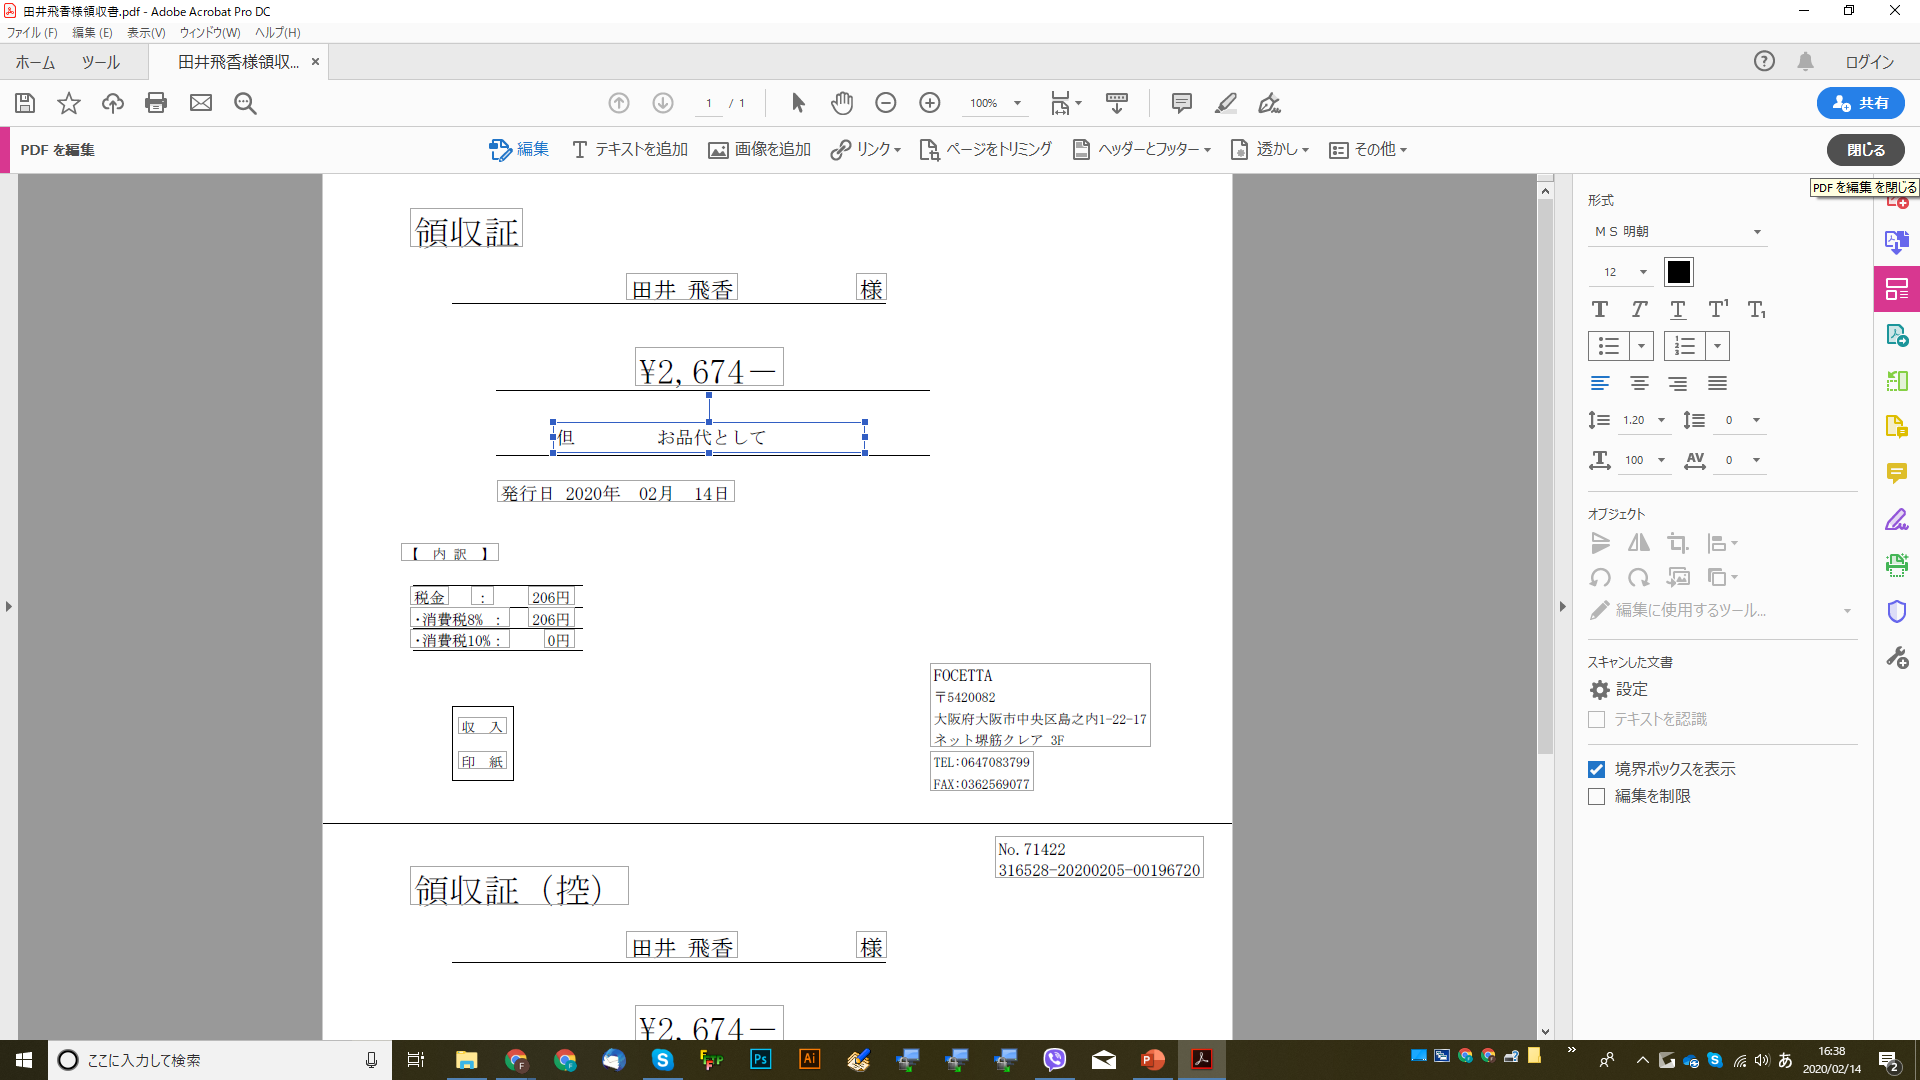 田井飛香様領収書.pdf - Adobe Acrobat Pro DC
ファイル (F) 編集 (E) 表示(V) ウィンドウ(W) ヘルプ(H)
ホーム ツール 田井飛香様領収... × ログイン
1 / 1 100% 共有
PDF を編集 編集 テキストを追加 画像を追加 リンク ページをトリミング ヘッダーとフッター 透かし その他 閉じる
PDF を編集 を閉じる
領収証
田井 飛香 様
¥2,674－
但 お品代として
発行日 2020年 02月 14日
【 内 訳 】
税金 : 206円
・消費税8% : 206円
・消費税10% : 0円
収 入
印 紙
FOCETTA
〒5420082
大阪府大阪市中央区島之内1-22-17
ネット堺筋クレア 3F
TEL:0647083799
FAX:0362569077
No.71422
316528-20200205-00196720
領収証（控）
田井 飛香 様
¥2,674－
形式
ＭＳ 明朝
12
1.20 0
100 0
オブジェクト
編集に使用するツール...
スキャンした文書
設定
テキストを認識
境界ボックスを表示
編集を制限
ここに入力して検索
あ 16:38
2020/02/14
2